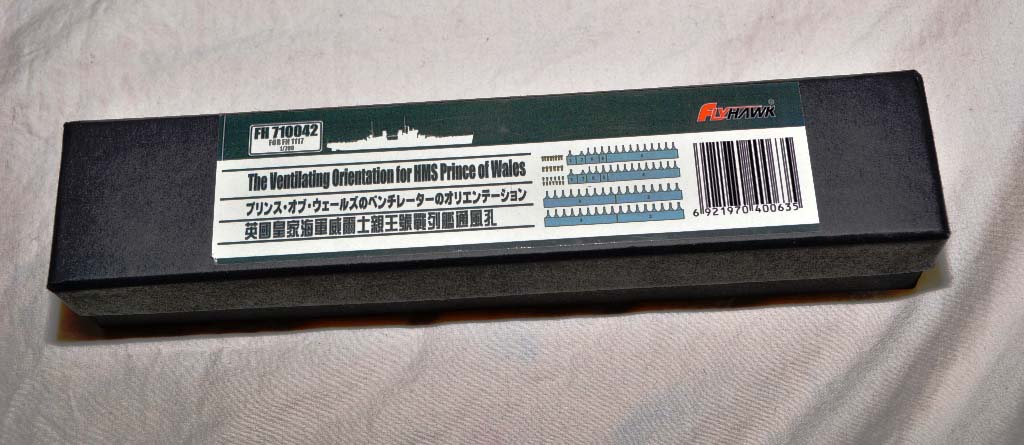 FH 710042
FOR FH 1117
1/700
FLYHAWK®
The Ventilating Orientation for HMS Prince of Wales
プリンス・オブ・ウェールズのベンチレーターのオリエンテーション
英國皇家海軍威爾士親王號戰列艦通風孔
6 921970 400635